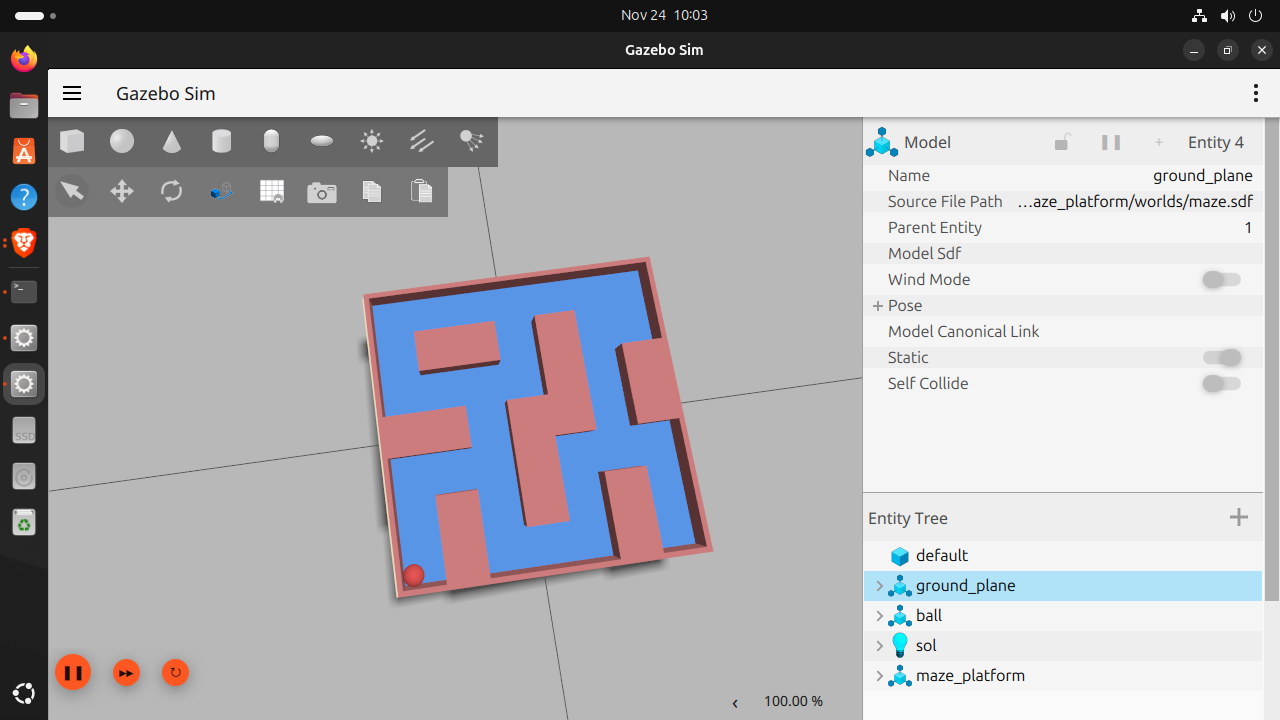 Nov 24 10:03
Gazebo Sim
Gazebo Sim
Model
Entity 4
Name
ground_plane
Source File Path
…aze_platform/worlds/maze.sdf
Parent Entity
1
Model Sdf
Wind Mode
Pose
Model Canonical Link
Static
Self Collide
Entity Tree
default
ground_plane
ball
sol
maze_platform
SSD
100.00 %